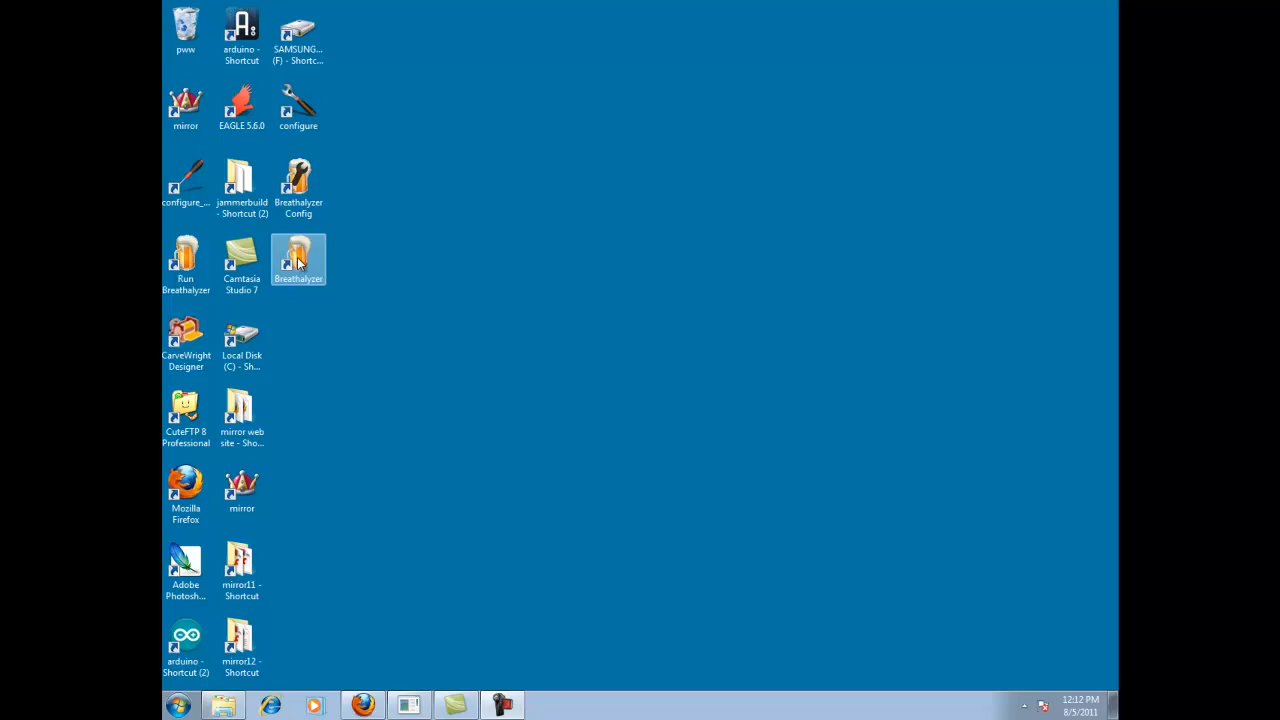 pww
arduino -
Shortcut
SAMSUNG...
(F) - Shortc...
mirror
EAGLE 5.6.0
configure
configure_...
jammerbuild
- Shortcut (2)
Breathalyzer
Config
Run
Breathalyzer
Camtasia
Studio 7
Breathalyzer
CarveWright
Designer
Local Disk
(C) - Sh...
CuteFTP 8
Professional
mirror web
site - Sho...
Mozilla
Firefox
mirror
Adobe
Photosh...
mirror11 -
Shortcut
arduino -
Shortcut (2)
mirror12 -
Shortcut
12:12 PM
8/5/2011